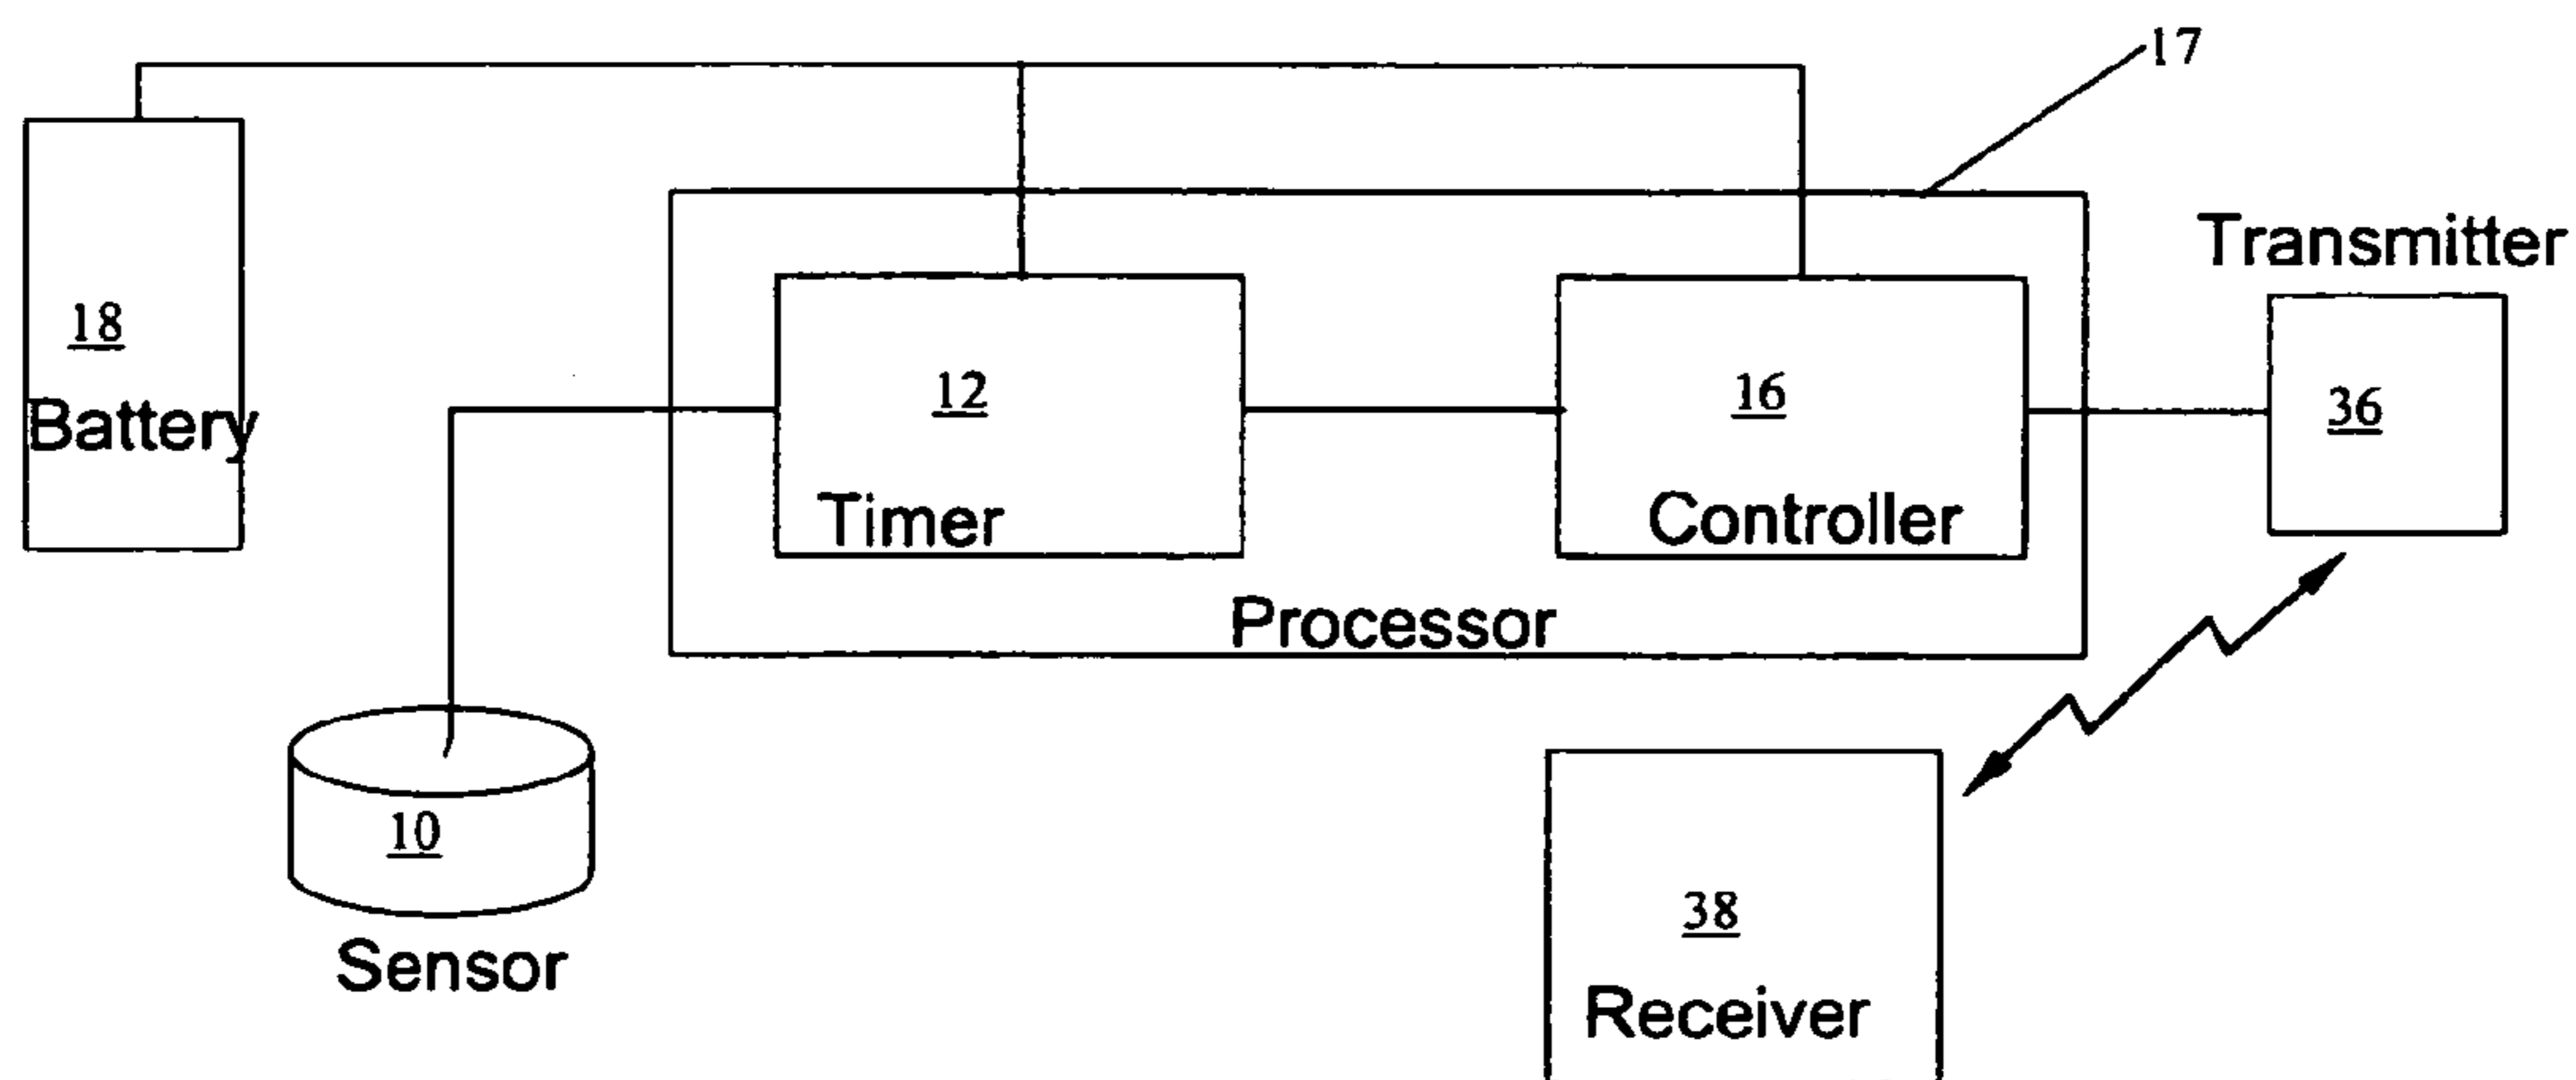 17
Transmitter
18
12
16
36
Battery
Timer
Controller
Processor
10
38
Sensor
Receiver